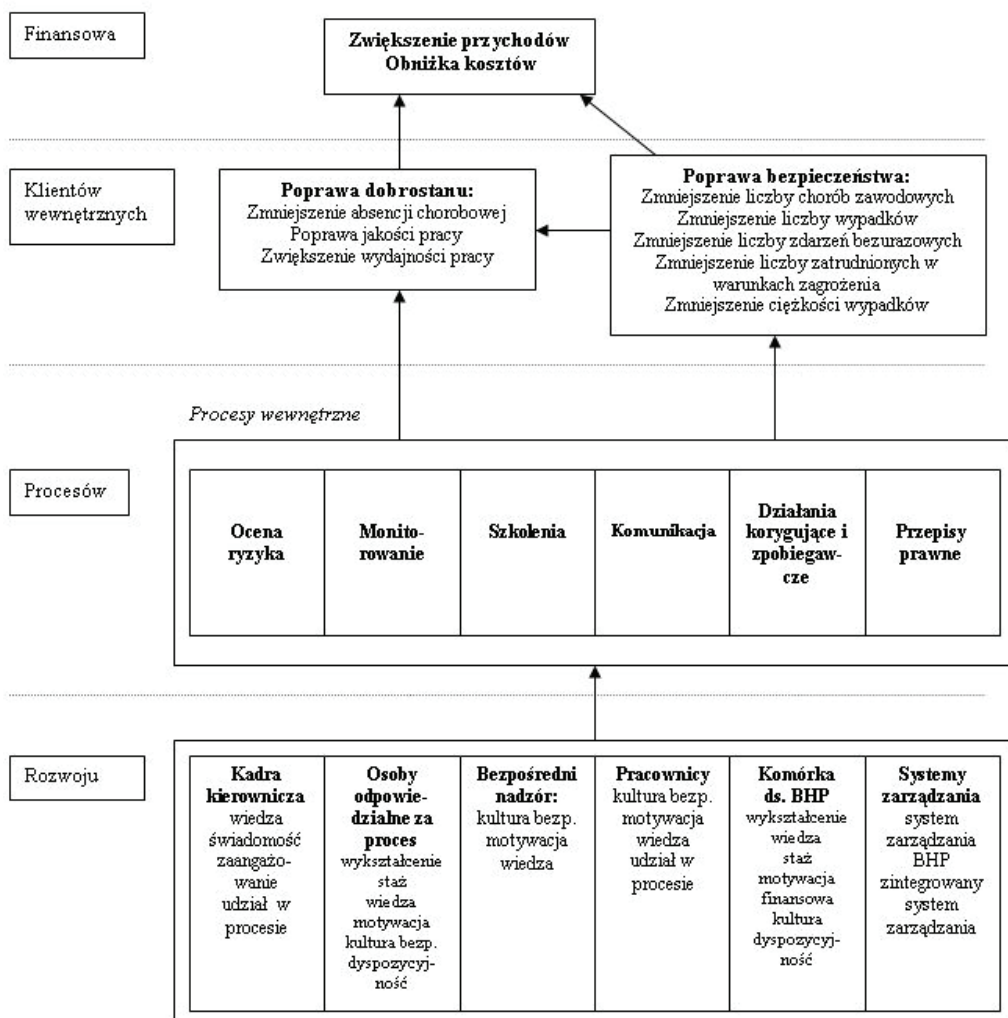 Finansowa
Zwiększenie przychodów
Obniżka kosztów
Klientów
wewnętrznych
Poprawa dobrostanu:
Zmniejszenie absencji chorobowej
Poprawa jakości pracy
Zwiększenie wydajności pracy
Poprawa bezpieczeństwa:
Zmniejszenie liczby chorób zawodowych
Zmniejszenie liczby wypadków
Zmniejszenie liczby zdarzeń bezurazowych
Zmniejszenie liczby zatrudnionych w
warunkach zagrożenia
Zmniejszenie ciężkości wypadków
Procesy wewnętrzne
Procesów
Ocena
ryzyka
Monito-
rowanie
Szkolenia
Komunikacja
Działania
korygujące i
zpobiegaw-
cze
Przepisy
prawne
Rozwoju
Kadra
kierownicza
wiedza
świadomość
zaangażo-
wanie
udział w
procesie
Osoby
odpowie-
dzialne za
proces
wykształcenie
staż
wiedza
motywacja
kultura bezp.
dyspozycyj-
ność
Bezpośredni
nadzór:
kultura bezp.
motywacja
wiedza
Pracownicy
kultura bezp.
motywacja
wiedza
udział w
procesie
Komórka
ds. BHP
wykształcenie
wiedza
staż
motywacja
finansowa
kultura
dyspozycyj-
ność
Systemy
zarządzania
system
zarządzania
BHP
zintegrowany
system
zarządzania